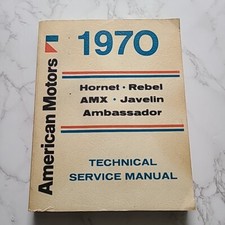 American Motors
1970
Hornet · Rebel
AMX · Javelin
Ambassador
TECHNICAL
SERVICE MANUAL